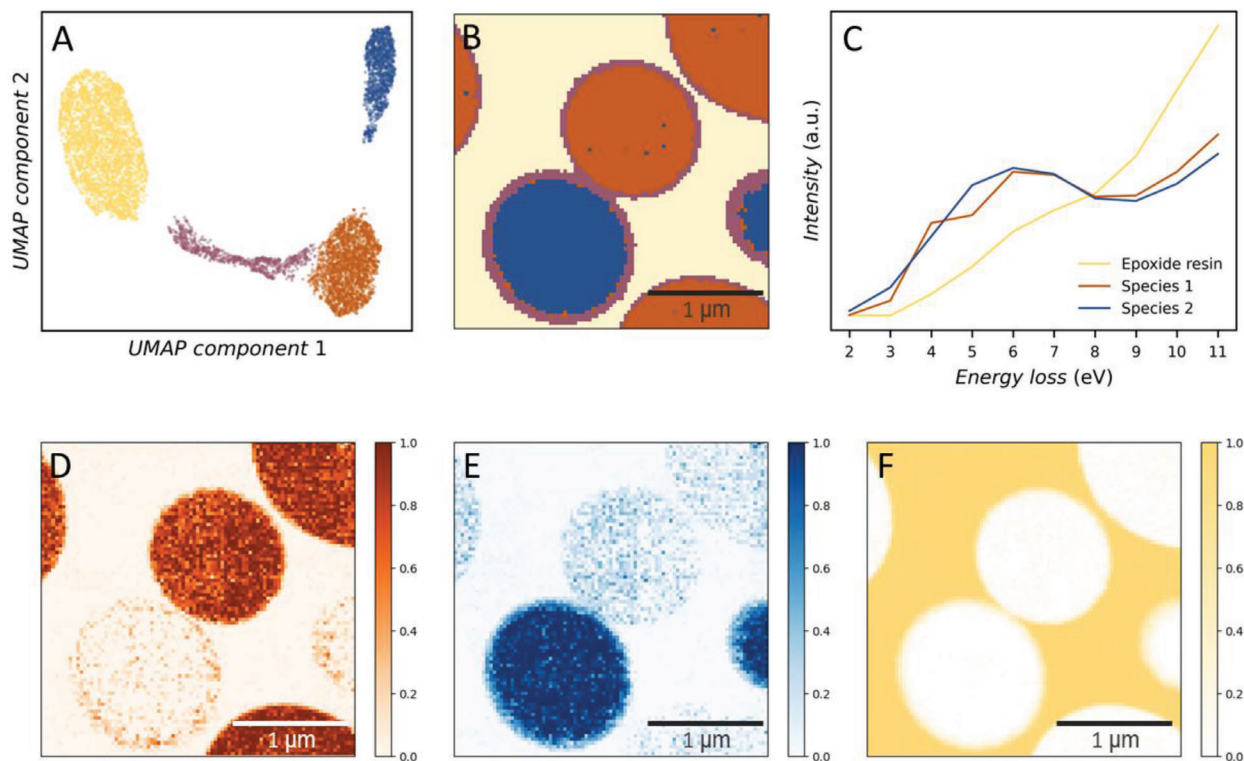 A
UMAP component 2
UMAP component 1
B
1 µm
C
Intensity (a.u.)
Epoxide resin
Species 1
Species 2
2 3 4 5 6 7 8 9 10 11
Energy loss (eV)
D
1 µm
1.0
0.8
0.6
0.4
0.2
0.0
E
1 µm
1.0
0.8
0.6
0.4
0.2
0.0
F
1 µm
1.0
0.8
0.6
0.4
0.2
0.0